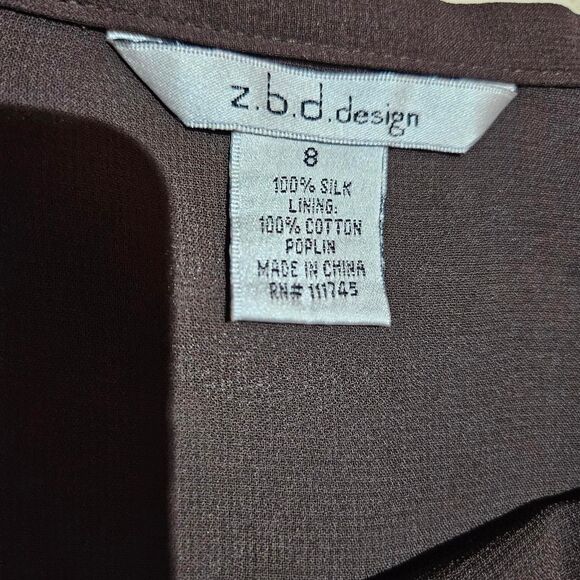 z.b.d.design
8
100% SILK
LINING:
100% COTTON
POPLIN
MADE IN CHINA
RN# 111745